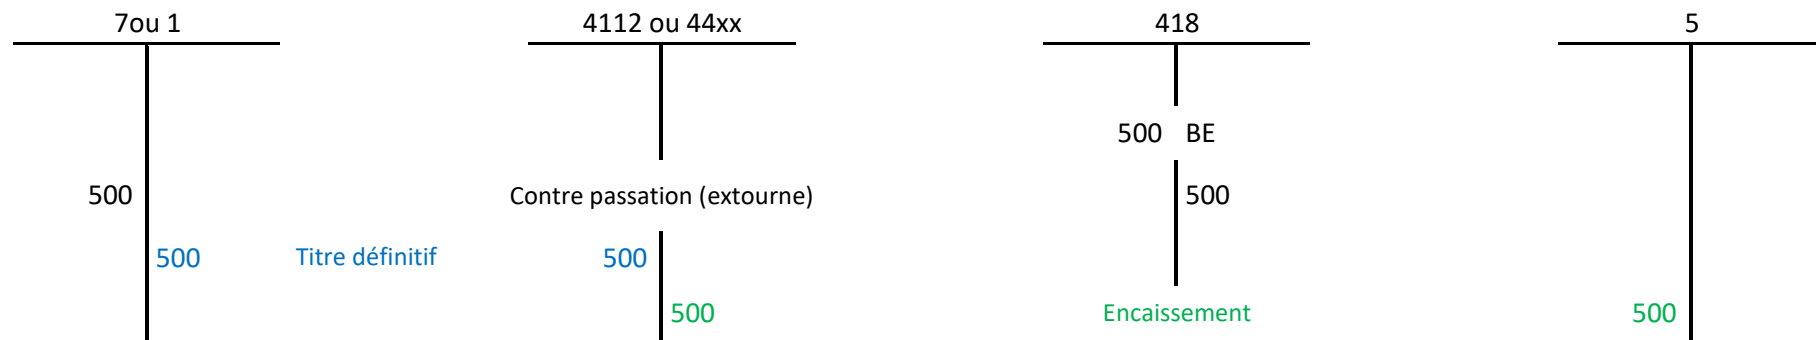 7ou 1 4112 ou 44xx 418 5
500 BE
500 Contre passation (extourne) 500
500 Titre définitif 500
500 Encaissement 500